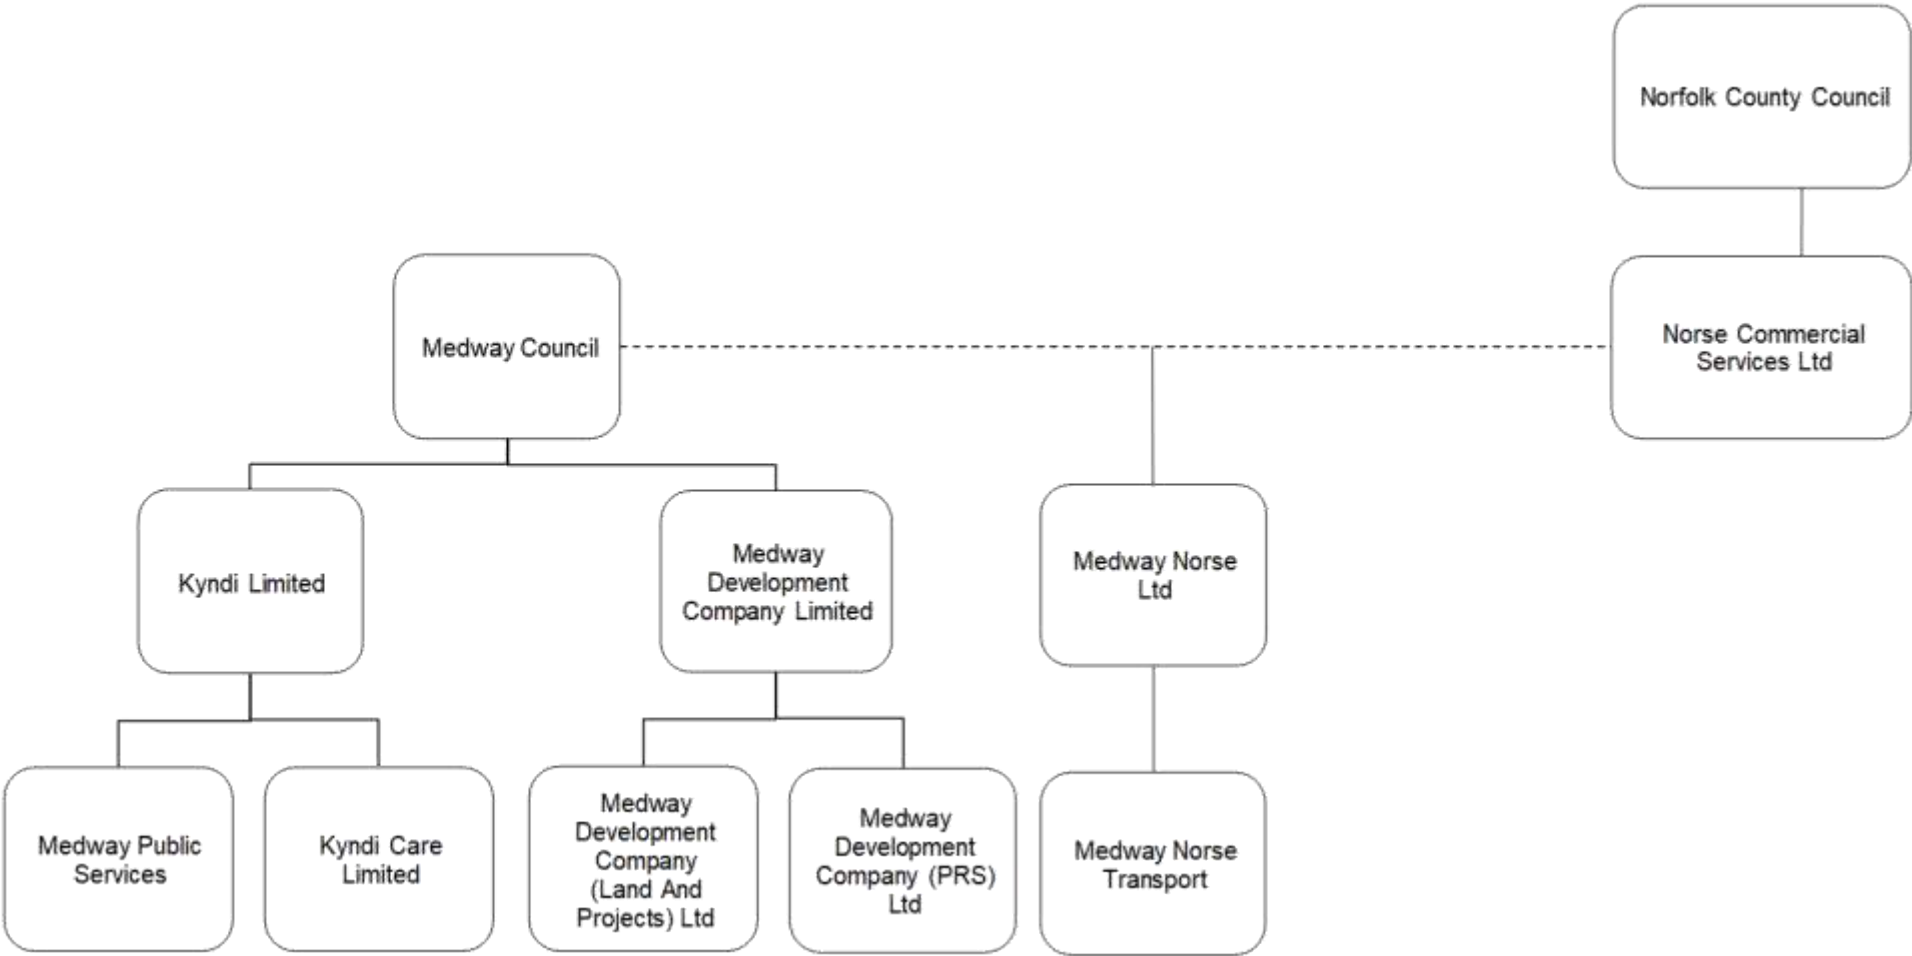 Norfolk County Council
Medway Council
Norse Commercial
Services Ltd
Kyndi Limited
Medway
Development
Company Limited
Medway Norse
Ltd
Medway Public
Services
Kyndi Care
Limited
Medway
Development
Company
(Land And
Projects) Ltd
Medway
Development
Company (PRS)
Ltd
Medway Norse
Transport